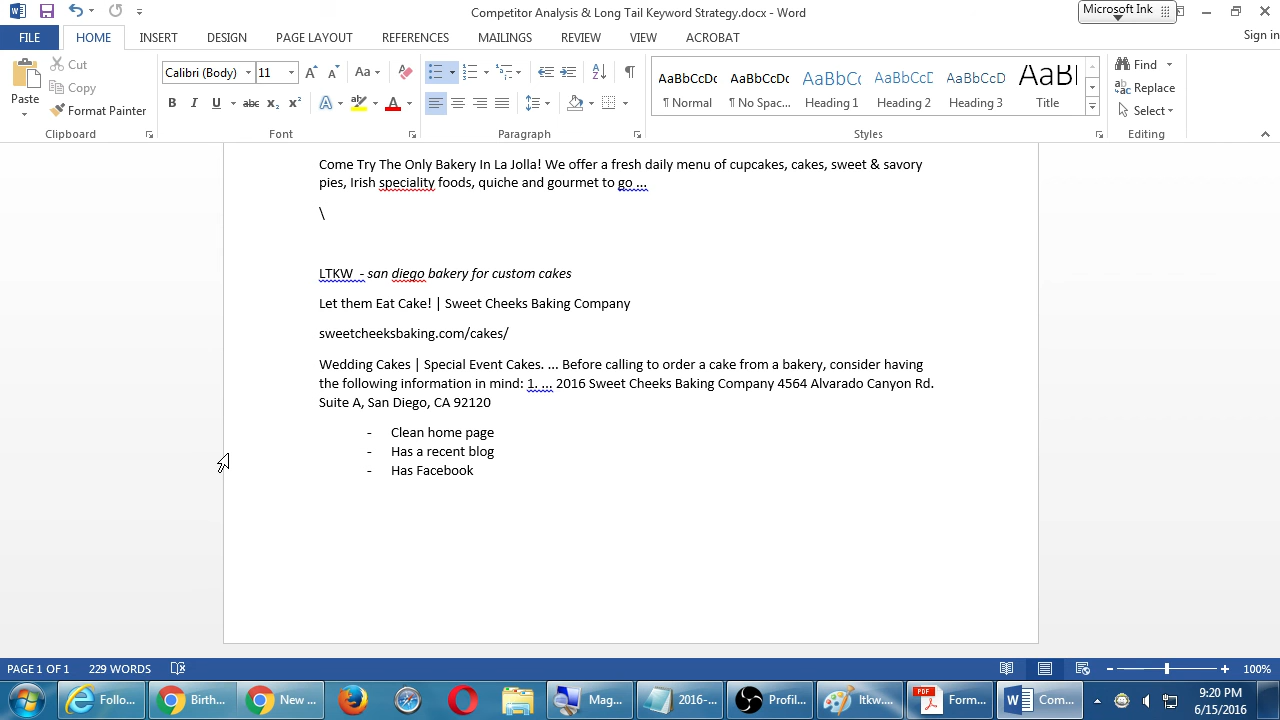 Competitor Analysis & Long Tail Keyword Strategy.docx - Word
Microsoft Ink
FILE HOME INSERT DESIGN PAGE LAYOUT REFERENCES MAILINGS REVIEW VIEW ACROBAT
Sign in
Paste
Cut
Copy
Format Painter
Clipboard
Calibri (Body) 11
Font
Paragraph
AaBbCcDc AaBbCcDc AaBbCc AaBbCcD AaBbCcD AaB
¶ Normal ¶ No Spac... Heading 1 Heading 2 Heading 3 Title
Styles
Find
Replace
Select
Editing
Come Try The Only Bakery In La Jolla! We offer a fresh daily menu of cupcakes, cakes, sweet & savory
pies, Irish speciality foods, quiche and gourmet to go ...
\
LTKW - san diego bakery for custom cakes
Let them Eat Cake! | Sweet Cheeks Baking Company
sweetcheeksbaking.com/cakes/
Wedding Cakes | Special Event Cakes. ... Before calling to order a cake from a bakery, consider having
the following information in mind: 1. ... 2016 Sweet Cheeks Baking Company 4564 Alvarado Canyon Rd.
Suite A, San Diego, CA 92120
- Clean home page
- Has a recent blog
- Has Facebook
PAGE 1 OF 1 229 WORDS 100%
Follo... Birth... New ... Mag... 2016-... Profil... ltkw.... Form... Com...
9:20 PM
6/15/2016